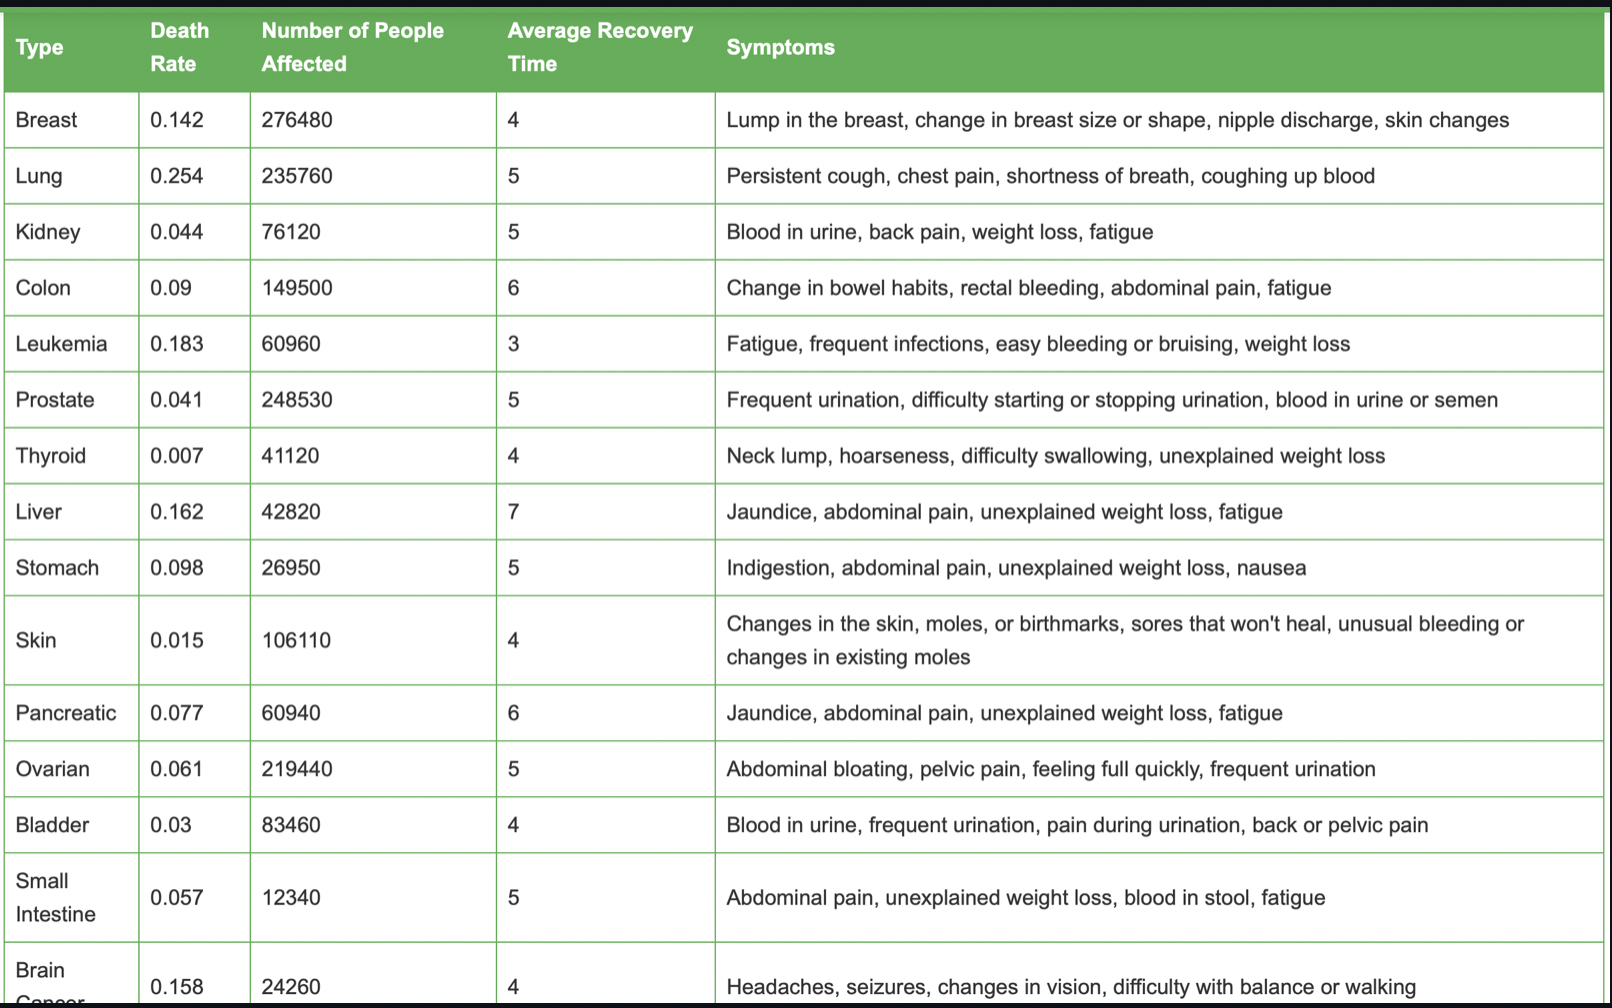 Type Death Rate Number of People Affected Average Recovery Time Symptoms
Breast 0.142 276480 4 Lump in the breast, change in breast size or shape, nipple discharge, skin changes
Lung 0.254 235760 5 Persistent cough, chest pain, shortness of breath, coughing up blood
Kidney 0.044 76120 5 Blood in urine, back pain, weight loss, fatigue
Colon 0.09 149500 6 Change in bowel habits, rectal bleeding, abdominal pain, fatigue
Leukemia 0.183 60960 3 Fatigue, frequent infections, easy bleeding or bruising, weight loss
Prostate 0.041 248530 5 Frequent urination, difficulty starting or stopping urination, blood in urine or semen
Thyroid 0.007 41120 4 Neck lump, hoarseness, difficulty swallowing, unexplained weight loss
Liver 0.162 42820 7 Jaundice, abdominal pain, unexplained weight loss, fatigue
Stomach 0.098 26950 5 Indigestion, abdominal pain, unexplained weight loss, nausea
Skin 0.015 106110 4 Changes in the skin, moles, or birthmarks, sores that won't heal, unusual bleeding or
changes in existing moles
Pancreatic 0.077 60940 6 Jaundice, abdominal pain, unexplained weight loss, fatigue
Ovarian 0.061 219440 5 Abdominal bloating, pelvic pain, feeling full quickly, frequent urination
Bladder 0.03 83460 4 Blood in urine, frequent urination, pain during urination, back or pelvic pain
Small Intestine 0.057 12340 5 Abdominal pain, unexplained weight loss, blood in stool, fatigue
Brain Cancer 0.158 24260 4 Headaches, seizures, changes in vision, difficulty with balance or walking